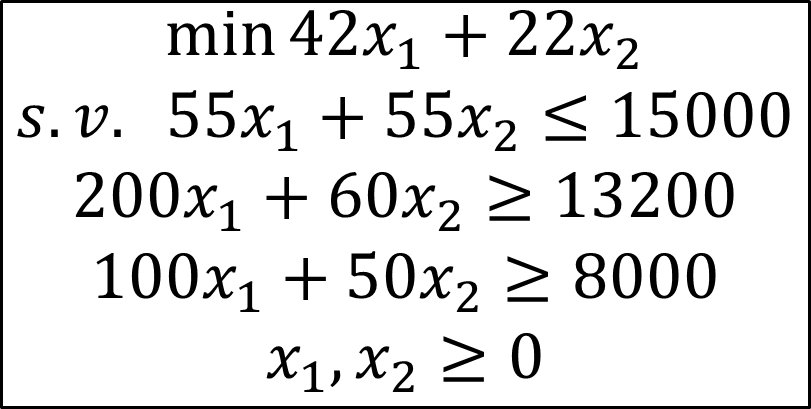 min 42x₁ + 22x₂
s.v. 55x₁ + 55x₂ ≤ 15000
200x₁ + 60x₂ ≥ 13200
100x₁ + 50x₂ ≥ 8000
x₁, x₂ ≥ 0